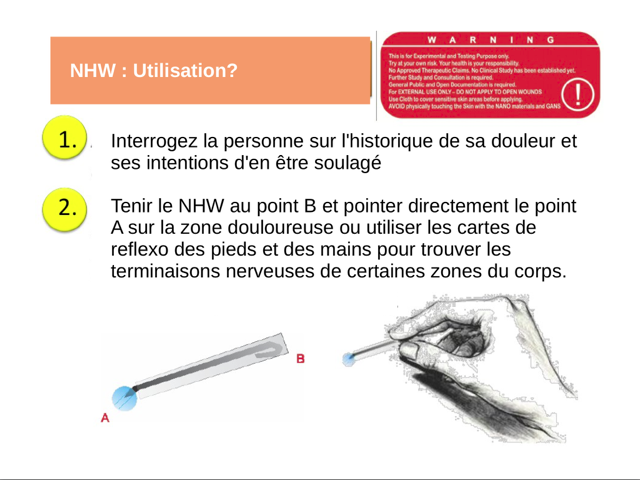 NHW : Utilisation?
W A R N I N G
This is for Experimental and Testing Purpose only.
Try at your own risk. Your health is your responsibility.
No Approved Therapeutic Claims. No Clinical Study has been established yet.
Further Study and Consultation is required.
General Public and Open Documentation is required.
For EXTERNAL USE ONLY - DO NOT APPLY TO OPEN WOUNDS
Use Cloth to cover sensitive skin areas before applying.
AVOID physically touching the Skin with the NANO materials and GANS
!
1. Interrogez la personne sur l'historique de sa douleur et
ses intentions d'en être soulagé
2. Tenir le NHW au point B et pointer directement le point
A sur la zone douloureuse ou utiliser les cartes de
reflexo des pieds et des mains pour trouver les
terminaisons nerveuses de certaines zones du corps.
B
A